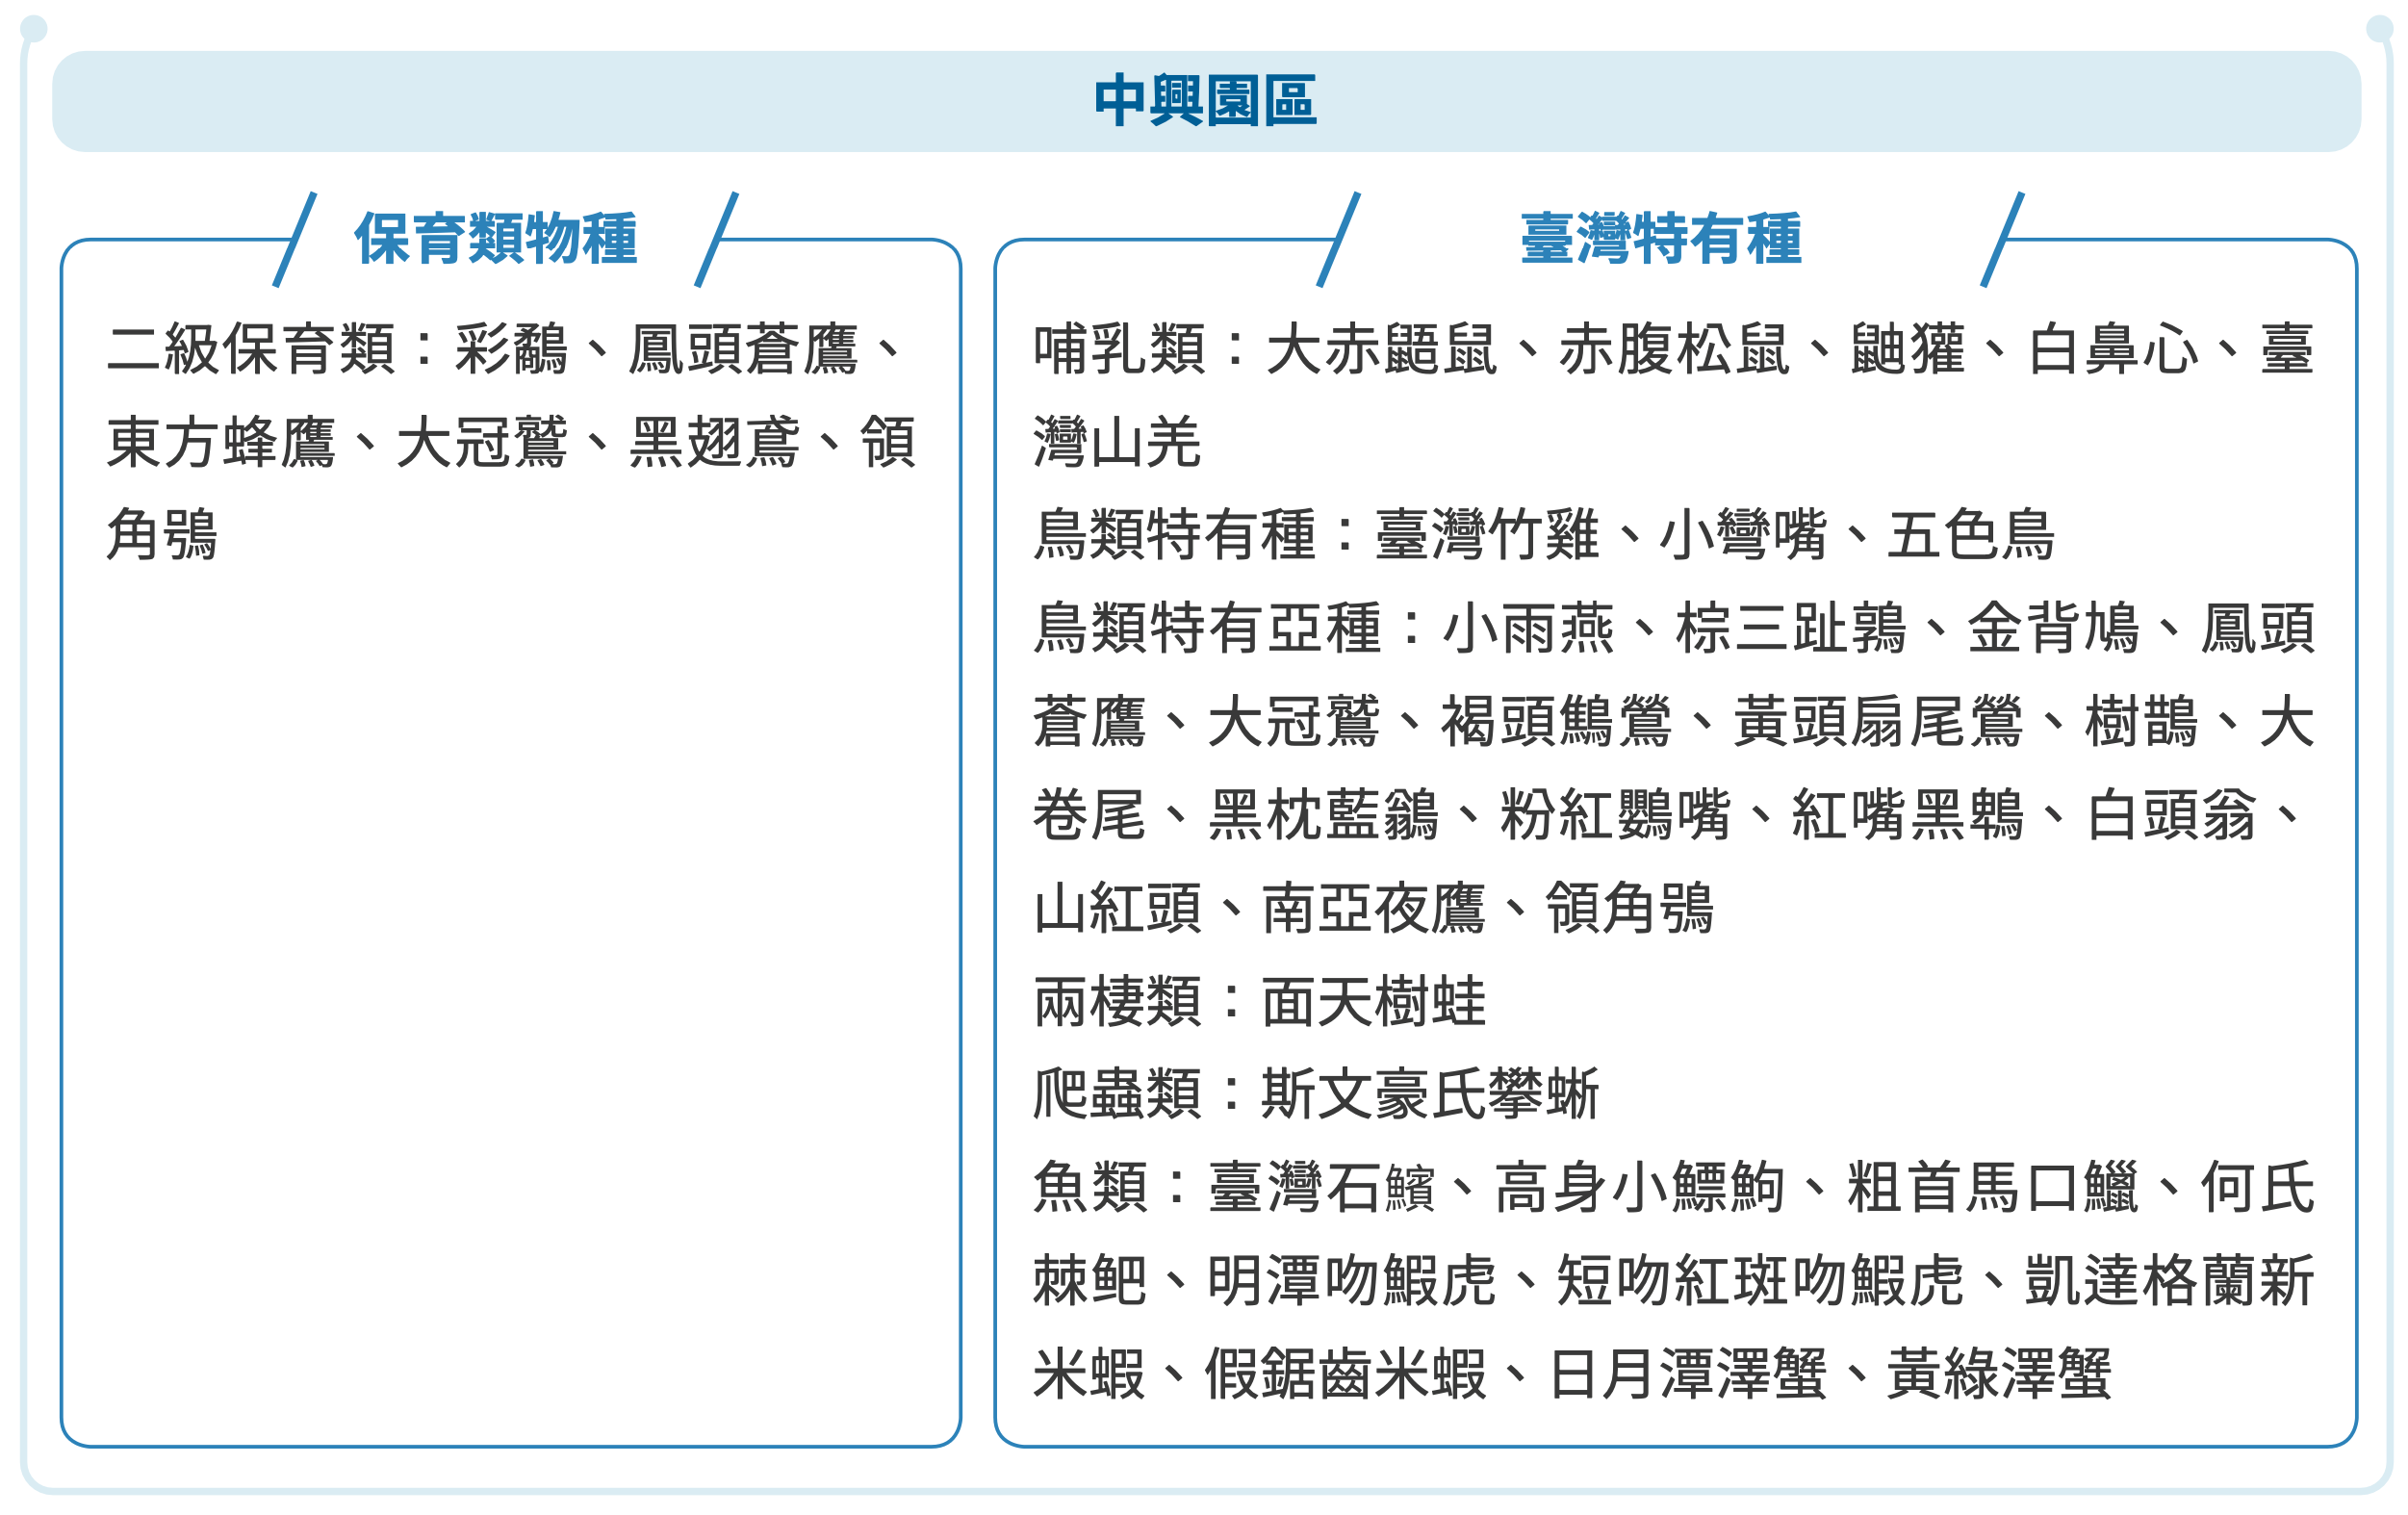 中興園區
保育類物種
二級保育類：彩鷸、鳳頭蒼鷹、
東方蜂鷹、大冠鷲、黑翅鳶、領
角鴞
臺灣特有種
哺乳類：大赤鼯鼠、赤腹松鼠、鼬獾、白鼻心、臺
灣山羌
鳥類特有種：臺灣竹雞、小彎嘴、五色鳥
鳥類特有亞種：小雨燕、棕三趾鶉、金背鳩、鳳頭
蒼鷹、大冠鷲、褐頭鷦鶯、黃頭扇尾鶯、樹鵲、大
卷尾、黑枕藍鶲、粉紅鸚嘴、紅嘴黑鵯、白頭翁、
山紅頭、南亞夜鷹、領角鴞
兩棲類：面天樹蛙
爬蟲類：斯文豪氏攀蜥
魚類：臺灣石𩼧、高身小鰾鮈、粗首馬口鱲、何氏
棘䰾、明潭吻鰕虎、短吻紅斑吻鰕虎、凱達格蘭新
米蝦、假鋸齒米蝦、日月潭澤蟹、黃綠澤蟹